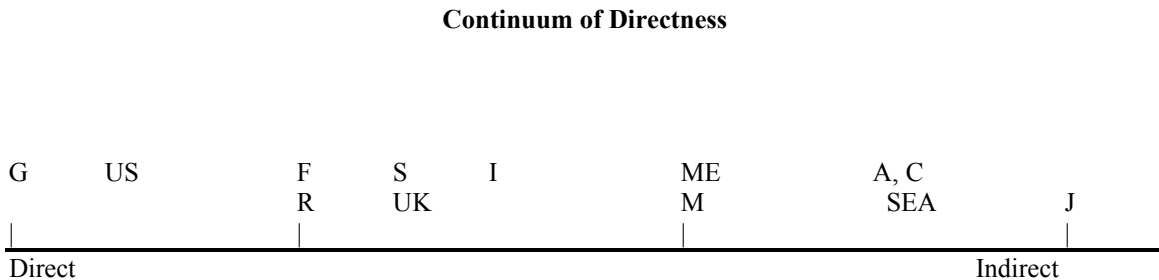 Continuum of Directness
G US F S I ME A, C
R UK M SEA J
Direct Indirect